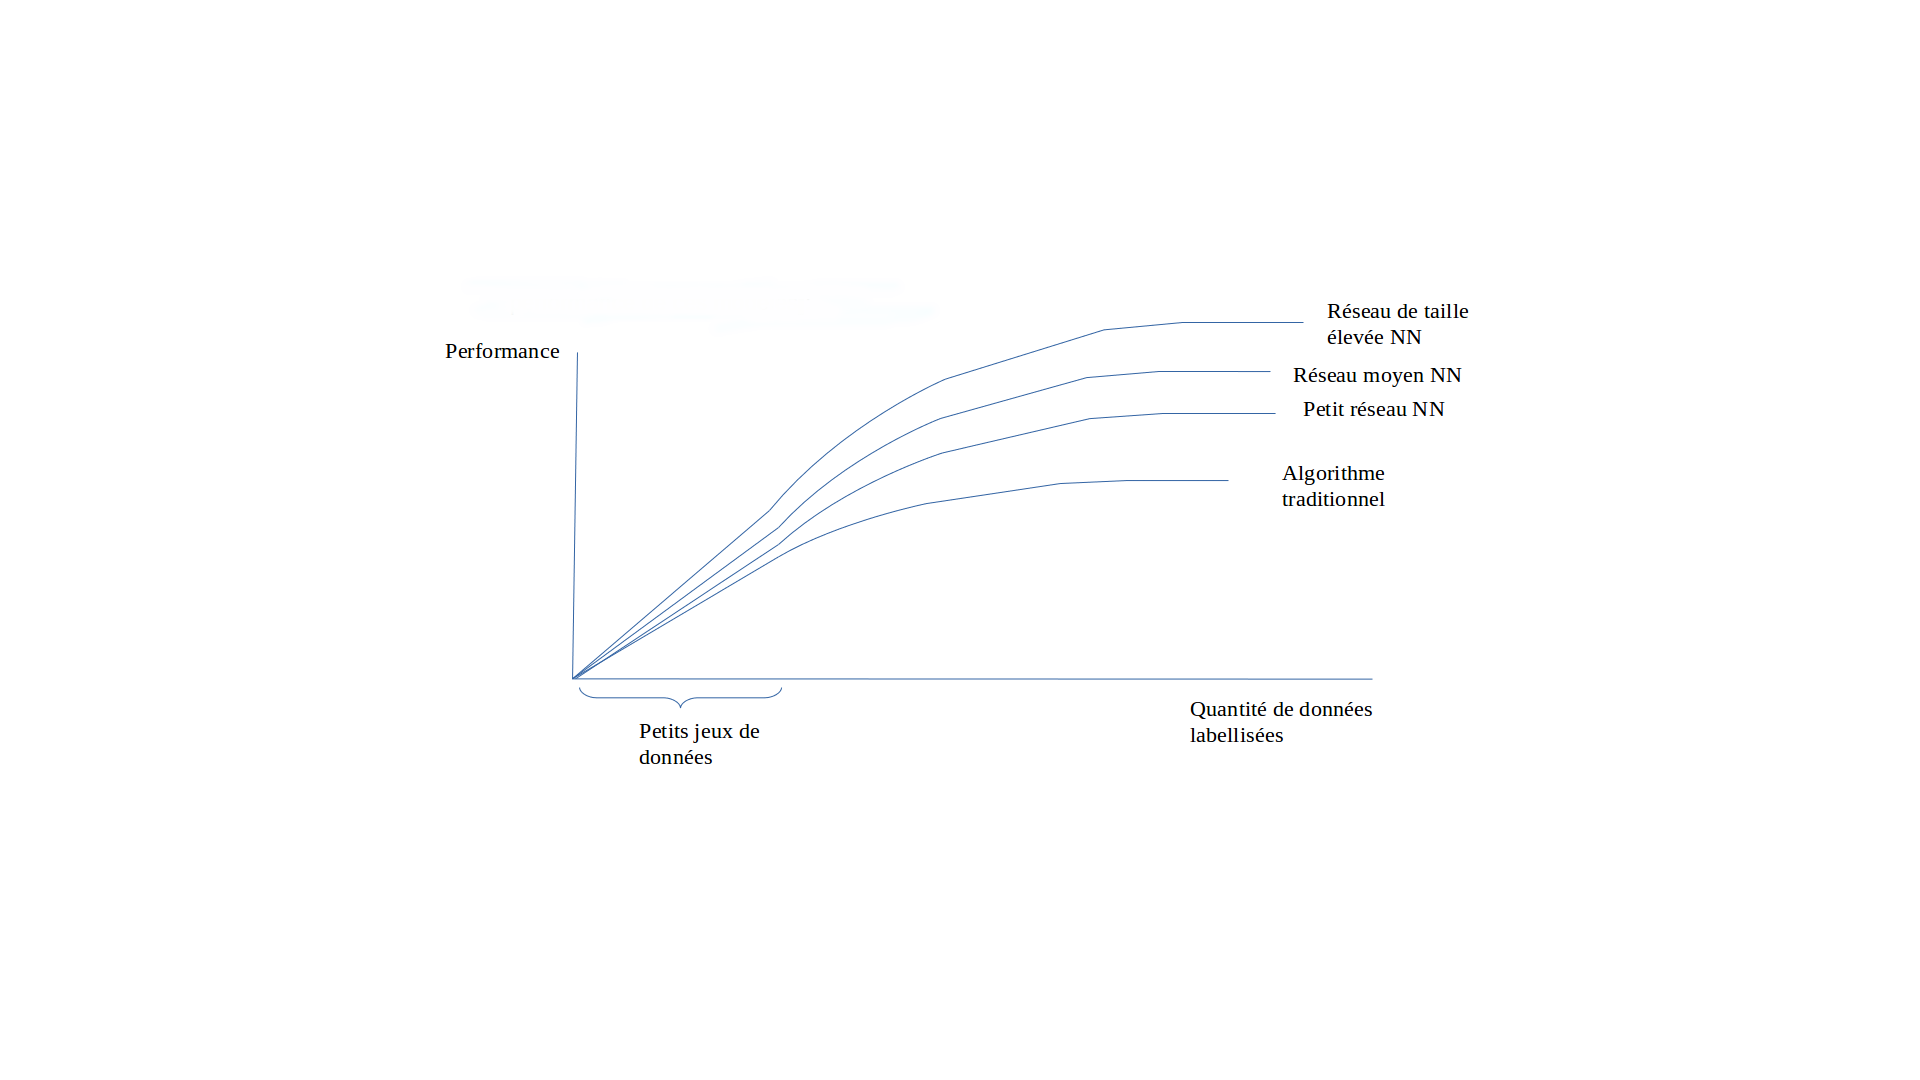 Réseau de taille
élevée NN
Performance
Réseau moyen NN
Petit réseau NN
Algorithme
traditionnel
Quantité de données
labellisées
Petits jeux de
données